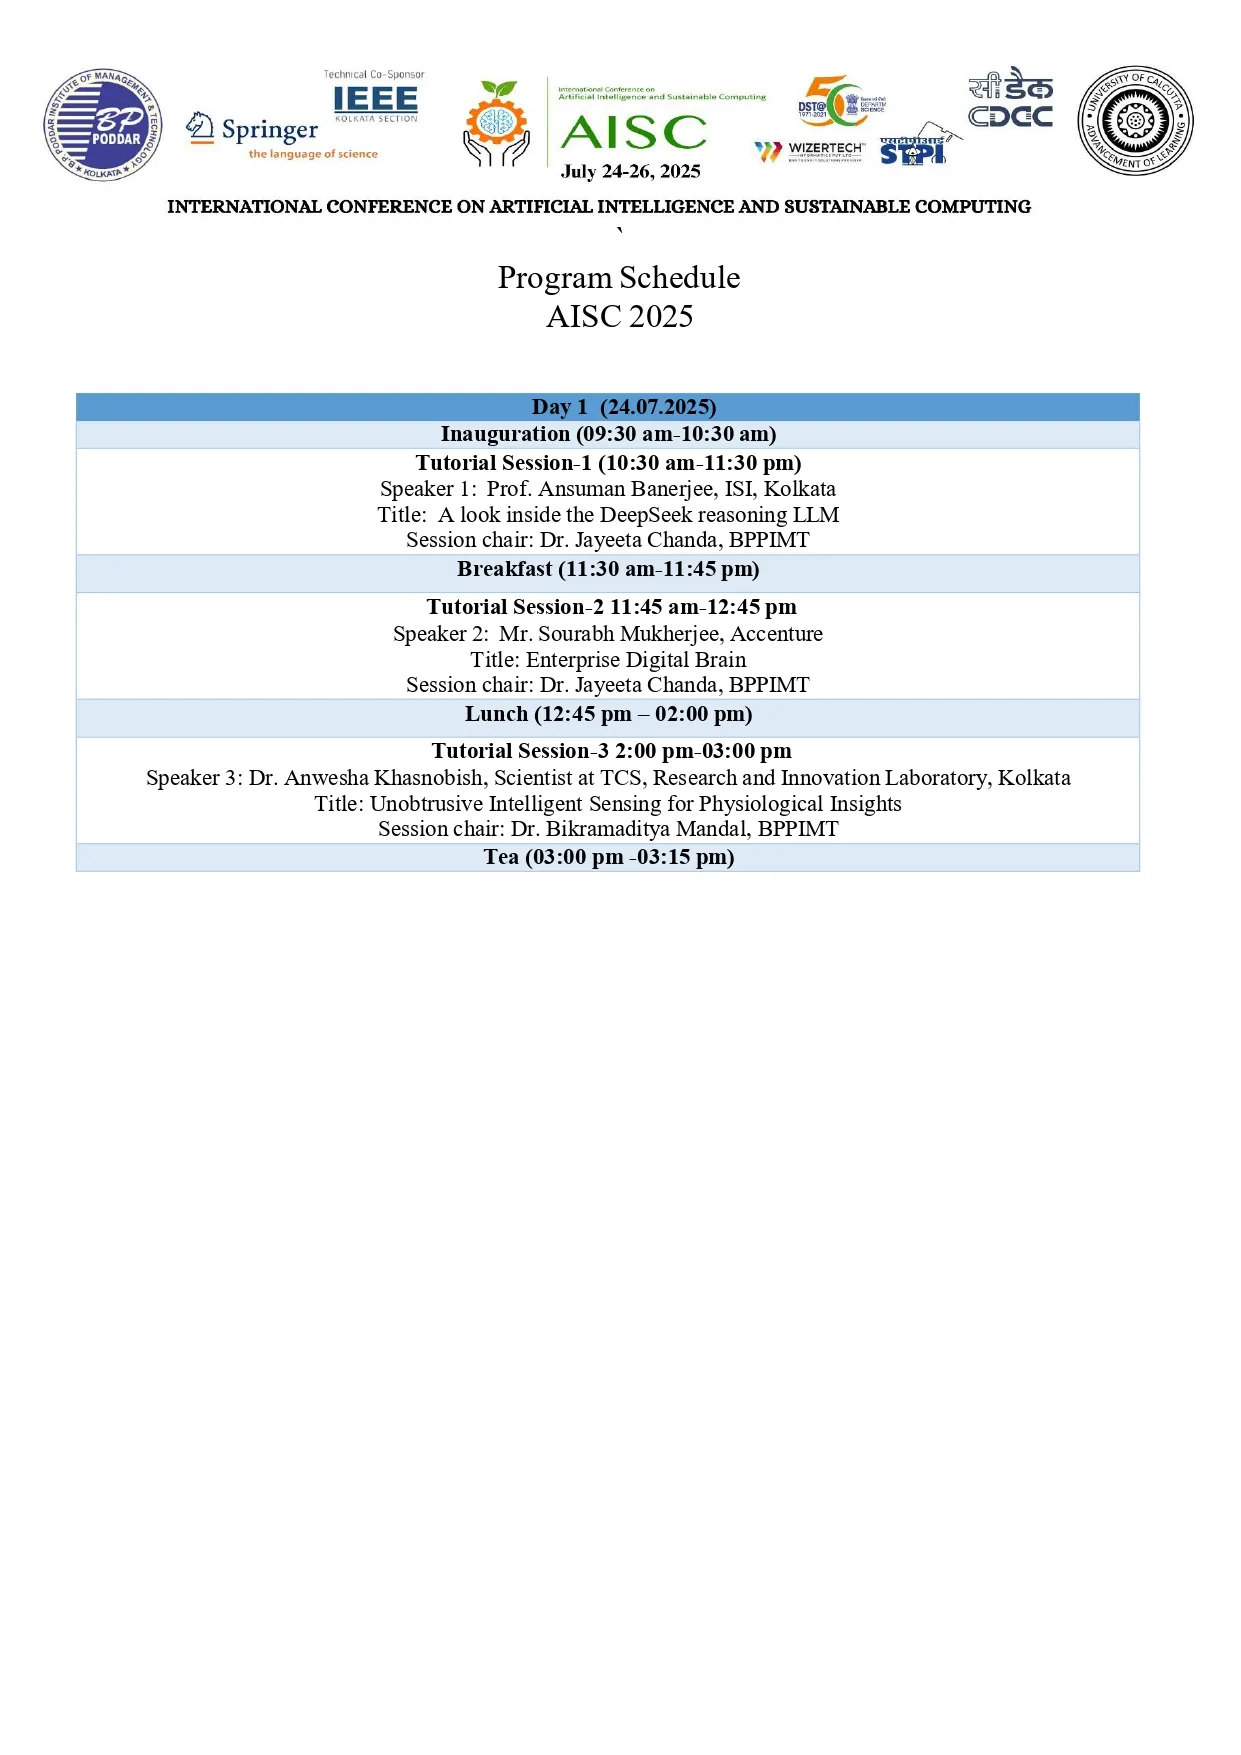 B.P. PODDAR INSTITUTE OF MANAGEMENT & TECHNOLOGY
★ KOLKATA ★
BP
PODDAR
Springer
the language of science
Technical Co-Sponsor
IEEE
KOLKATA SECTION
International Conference on
Artificial Intelligence and Sustainable Computing
AISC
July 24-26, 2025
DST@50
1971-2021
DEPARTM
SCIENCE
WIZERTECH
INFORMATICS PVT LTD
एसटीपीआई
STPI
सी डैक
CDAC
UNIVERSITY OF CALCUTTA
ADVANCEMENT OF LEARNING
INTERNATIONAL CONFERENCE ON ARTIFICIAL INTELLIGENCE AND SUSTAINABLE COMPUTING
`
Program Schedule
AISC 2025
Day 1 (24.07.2025)
Inauguration (09:30 am-10:30 am)
Tutorial Session-1 (10:30 am-11:30 pm)
Speaker 1: Prof. Ansuman Banerjee, ISI, Kolkata
Title: A look inside the DeepSeek reasoning LLM
Session chair: Dr. Jayeeta Chanda, BPPIMT
Breakfast (11:30 am-11:45 pm)
Tutorial Session-2 11:45 am-12:45 pm
Speaker 2: Mr. Sourabh Mukherjee, Accenture
Title: Enterprise Digital Brain
Session chair: Dr. Jayeeta Chanda, BPPIMT
Lunch (12:45 pm – 02:00 pm)
Tutorial Session-3 2:00 pm-03:00 pm
Speaker 3: Dr. Anwesha Khasnobish, Scientist at TCS, Research and Innovation Laboratory, Kolkata
Title: Unobtrusive Intelligent Sensing for Physiological Insights
Session chair: Dr. Bikramaditya Mandal, BPPIMT
Tea (03:00 pm -03:15 pm)